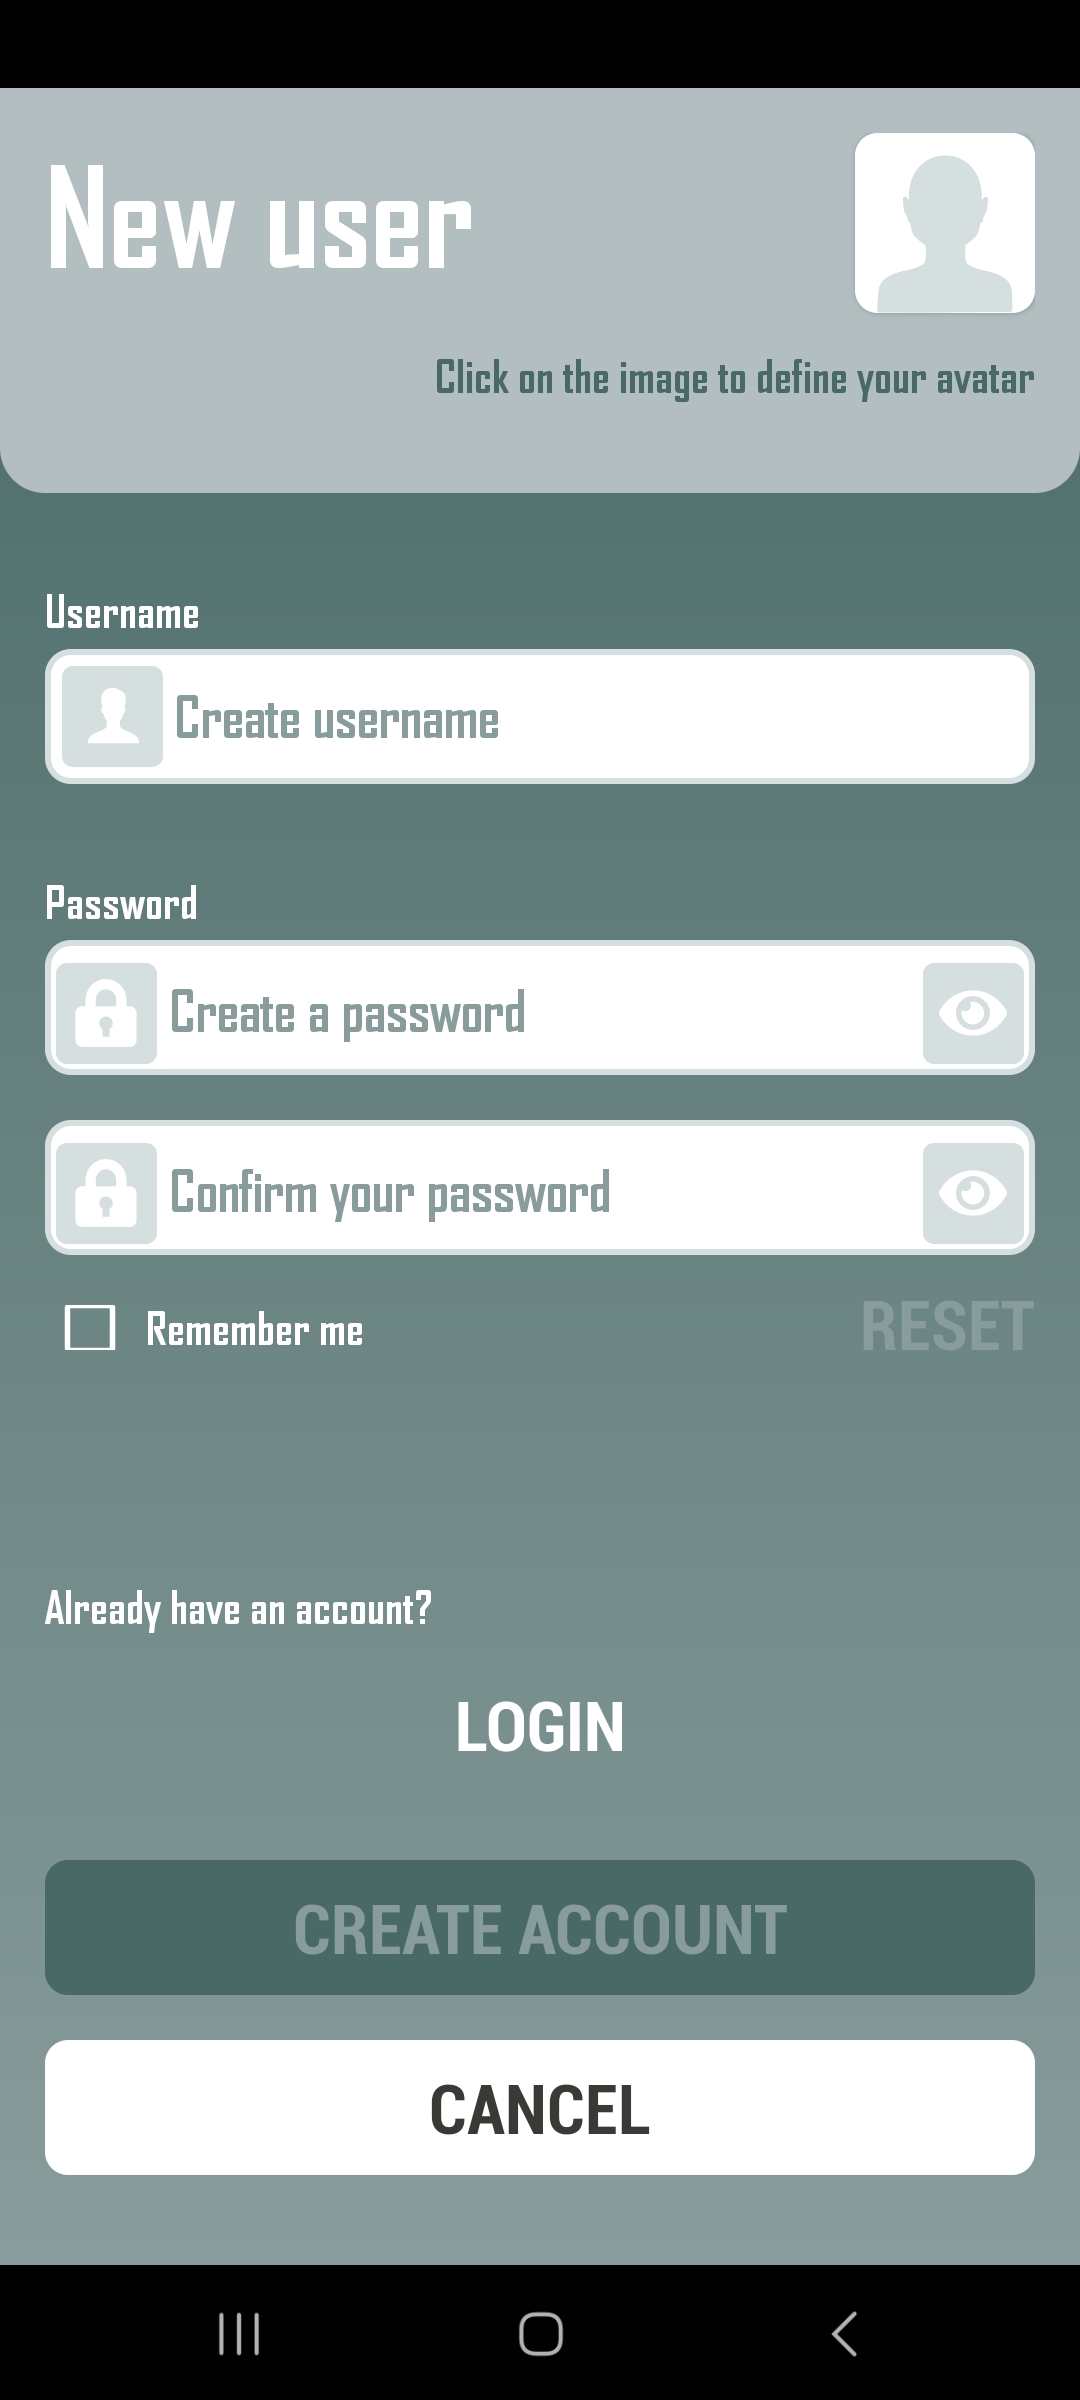 New user
Click on the image to define your avatar
Username
Create username
Password
Create a password
Confirm your password
Remember me
RESET
Already have an account?
LOGIN
CREATE ACCOUNT
CANCEL